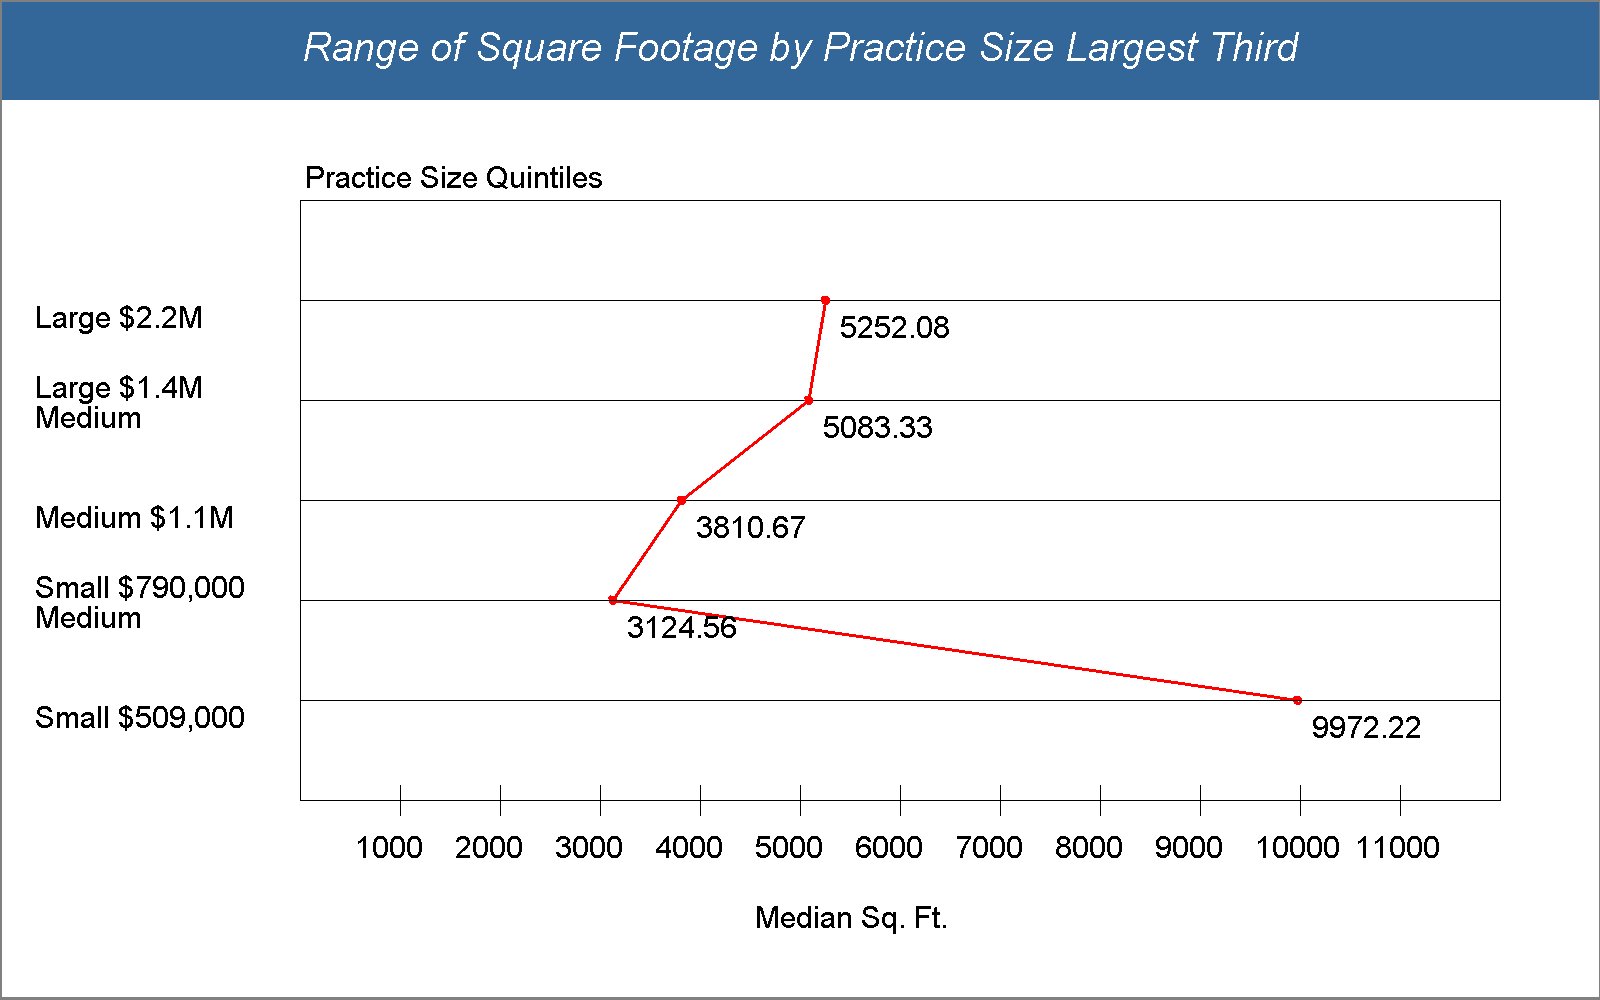 Range of Square Footage by Practice Size Largest Third
Practice Size Quintiles
Large $2.2M
5252.08
Large $1.4M
Medium
5083.33
Medium $1.1M
3810.67
Small $790,000
Medium
3124.56
Small $509,000
9972.22
1000 2000 3000 4000 5000 6000 7000 8000 9000 10000 11000
Median Sq. Ft.